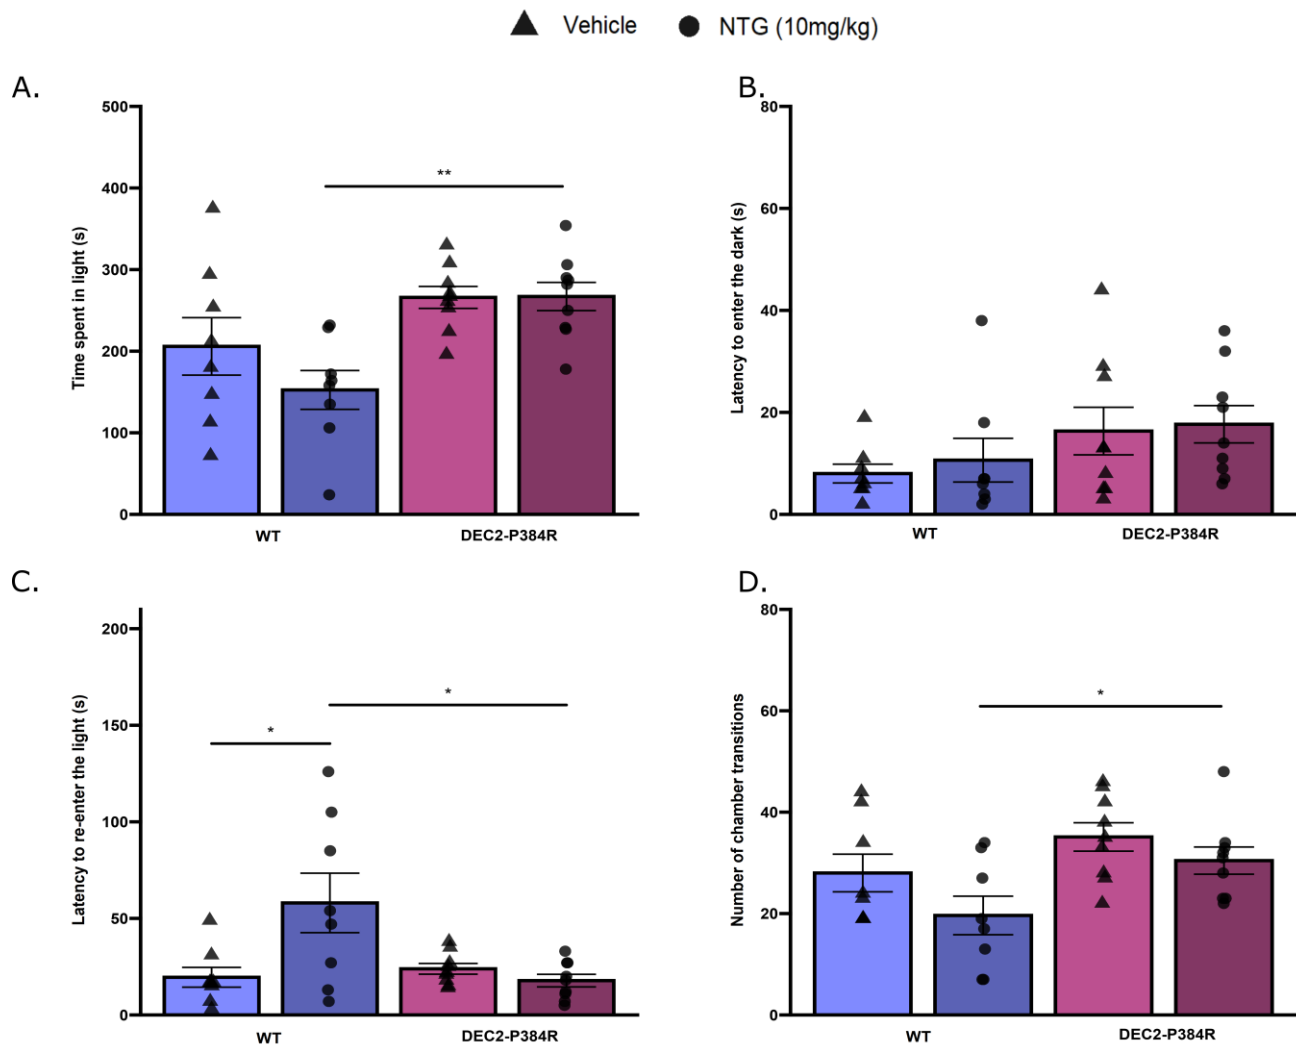 Vehicle NTG (10mg/kg)
A.
500
400
300
200
100
0
Time spent in light (s)
**
WT DEC2-P384R
B.
80
60
40
20
0
Latency to enter the dark (s)
WT DEC2-P384R
C.
200
150
100
50
0
Latency to re-enter the light (s)
*
*
WT DEC2-P384R
D.
80
60
40
20
0
Number of chamber transitions
*
WT DEC2-P384R